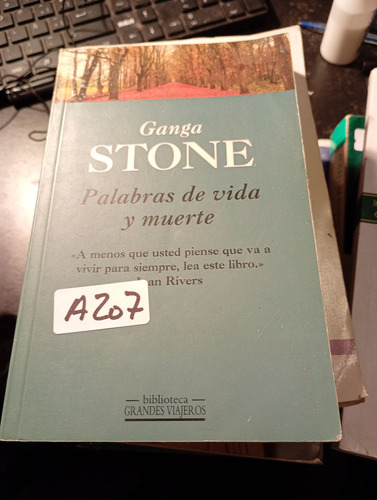 Ganga
STONE
Palabras de vida
y muerte
«A menos que usted piense que va a
vivir para siempre, lea este libro.»
Rivers
A207
biblioteca
GRANDES VIAJEROS